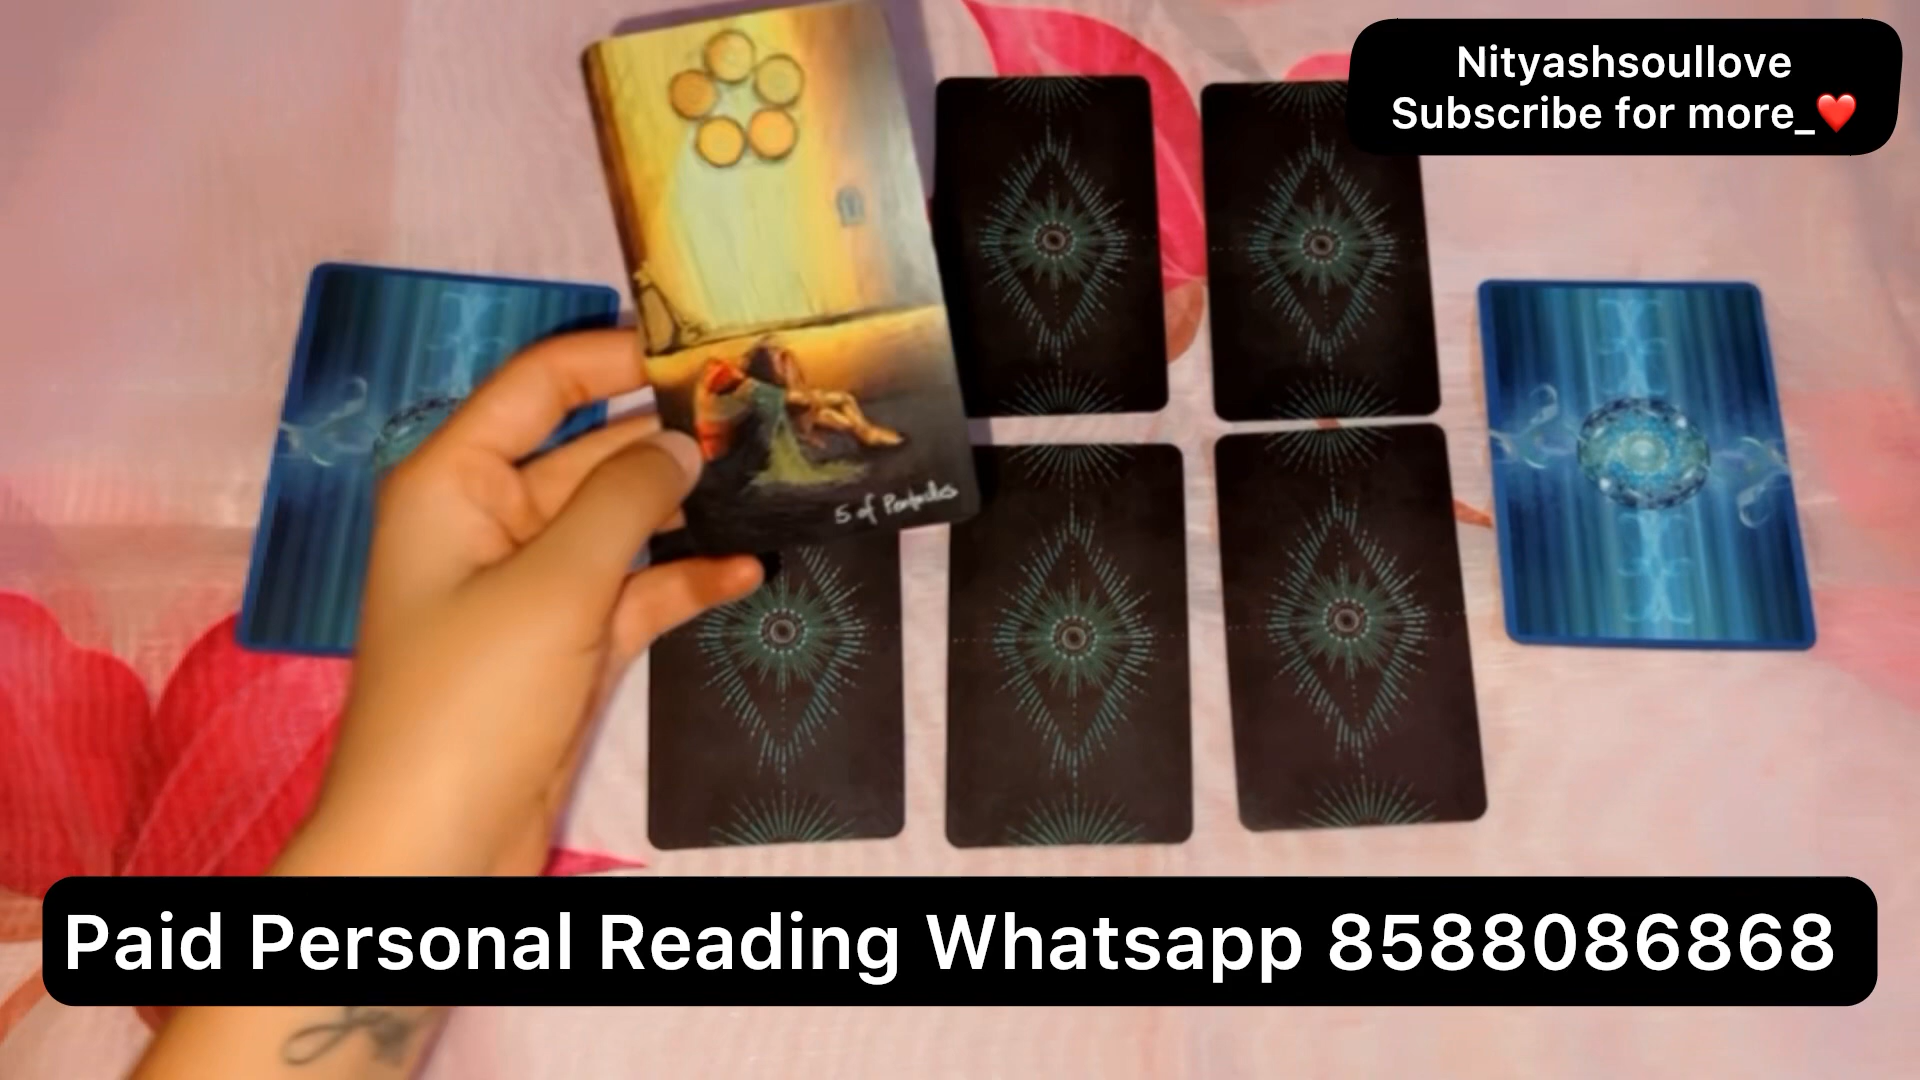 Nityashsoullove
Subscribe for more_❤️
5 of Pentacles
Paid Personal Reading Whatsapp 8588086868